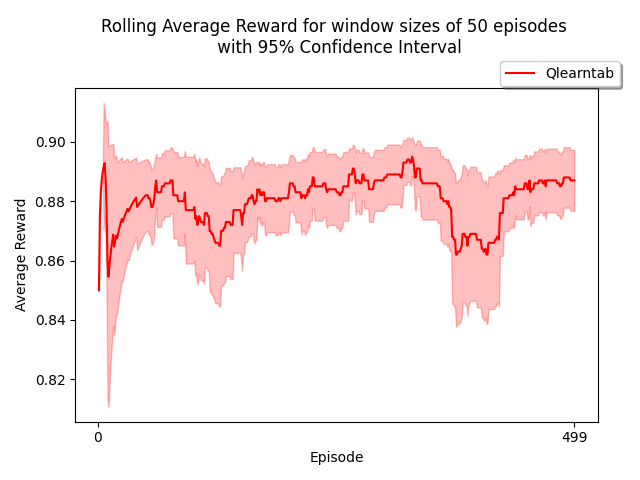 Rolling Average Reward for window sizes of 50 episodes
with 95% Confidence Interval
Qlearntab
0.90
0.88
0.86
0.84
0.82
Average Reward
0
499
Episode